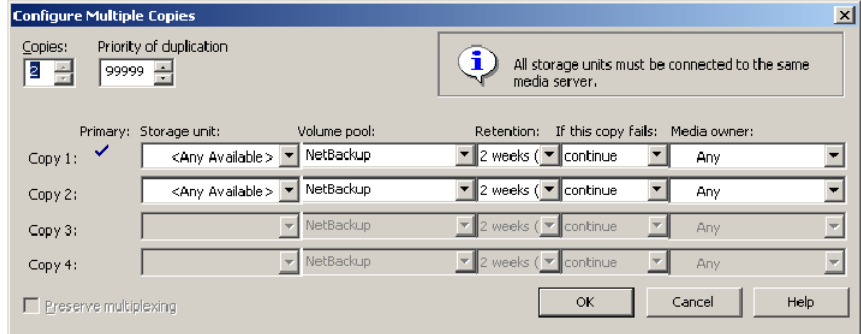 Configure Multiple Copies
Copies: Priority of duplication
2 99999
All storage units must be connected to the same
media server.
Primary: Storage unit: Volume pool: Retention: If this copy fails: Media owner:
Copy 1: <Any Available> NetBackup 2 weeks ( continue Any
Copy 2: <Any Available> NetBackup 2 weeks ( continue Any
Copy 3: NetBackup 2 weeks ( continue Any
Copy 4: NetBackup 2 weeks ( continue Any
Preserve multiplexing OK Cancel Help